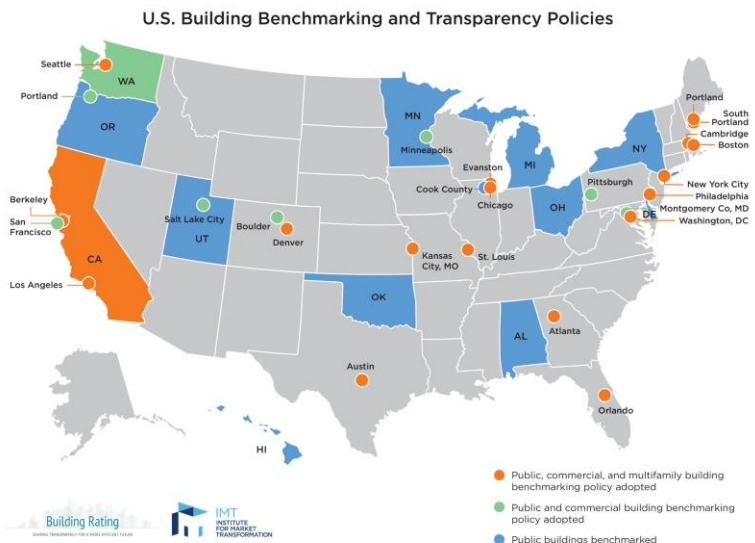 U.S. Building Benchmarking and Transparency Policies
Seattle
WA
Portland
OR
MN
Minneapolis
MI
NY
Portland
South
Portland
Cambridge
Boston
Evanston
Cook County
Chicago
Pittsburgh
New York City
Philadelphia
Montgomery Co, MD
DE
Washington, DC
OH
Berkeley
San
Francisco
Salt Lake City
UT
Boulder
Denver
Kansas
City, MO
St. Louis
CA
Los Angeles
OK
AL
Atlanta
Austin
Orlando
HI
Public, commercial, and multifamily building
benchmarking policy adopted
Public and commercial building benchmarking
policy adopted
Public buildings benchmarked
Building Rating
IMT
INSTITUTE
FOR MARKET
TRANSFORMATION